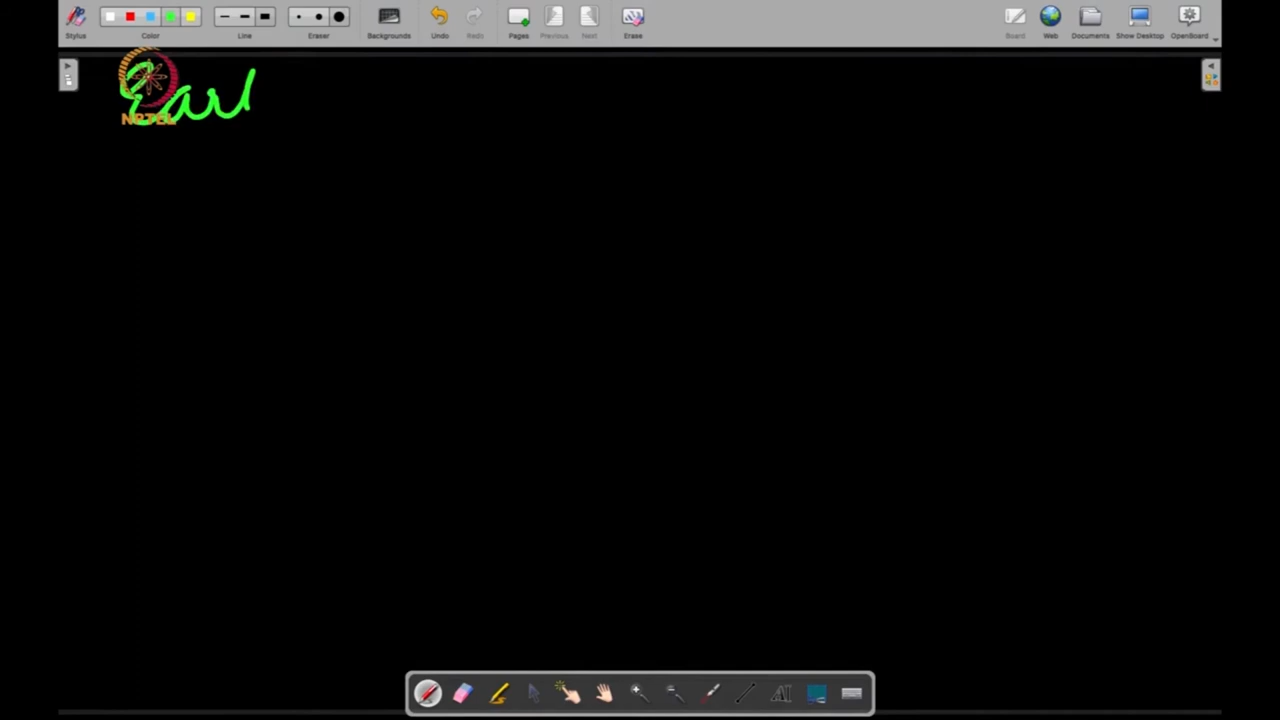 Stylus Color Line Eraser Backgrounds Undo Redo Pages Previous Next Erase Board Web Documents Show Desktop OpenBoard
Earl
NPTEL